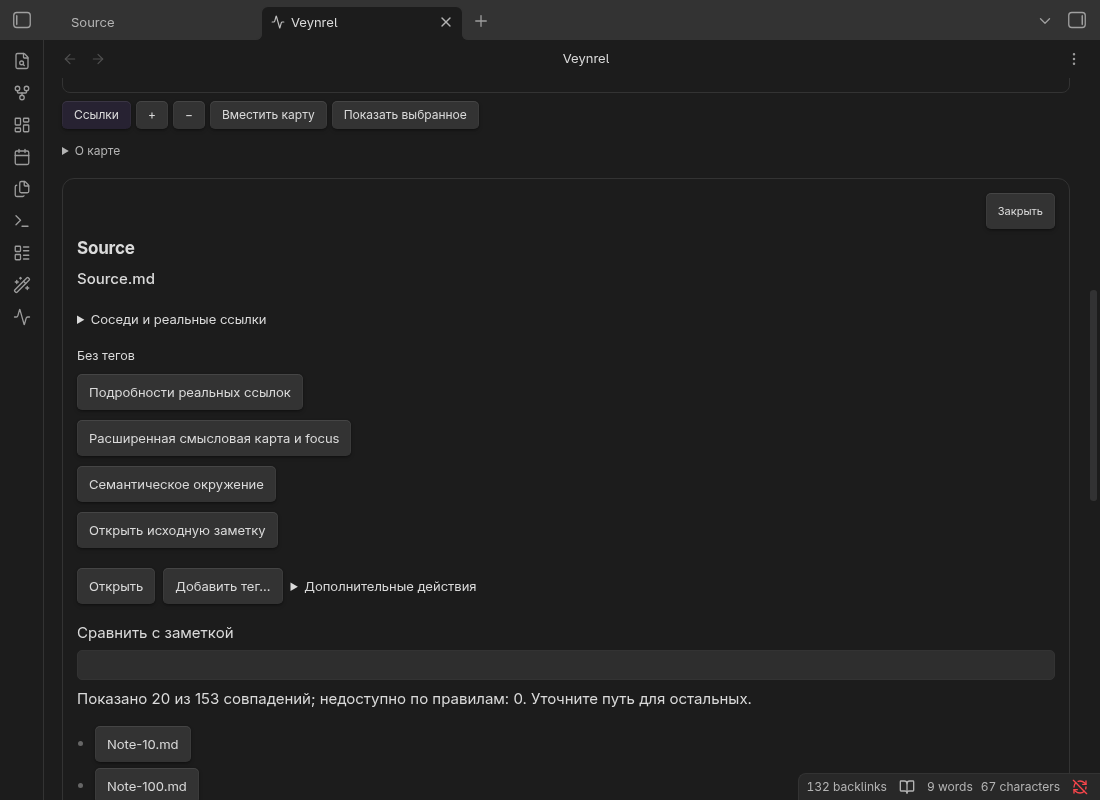 Source
Veynrel
Veynrel
Ссылки + − Вместить карту Показать выбранное
О карте
Закрыть
Source
Source.md
Соседи и реальные ссылки
Без тегов
Подробности реальных ссылок
Расширенная смысловая карта и focus
Семантическое окружение
Открыть исходную заметку
Открыть Добавить тег... Дополнительные действия
Сравнить с заметкой
Показано 20 из 153 совпадений; недоступно по правилам: 0. Уточните путь для остальных.
Note-10.md
Note-100.md
132 backlinks 9 words 67 characters